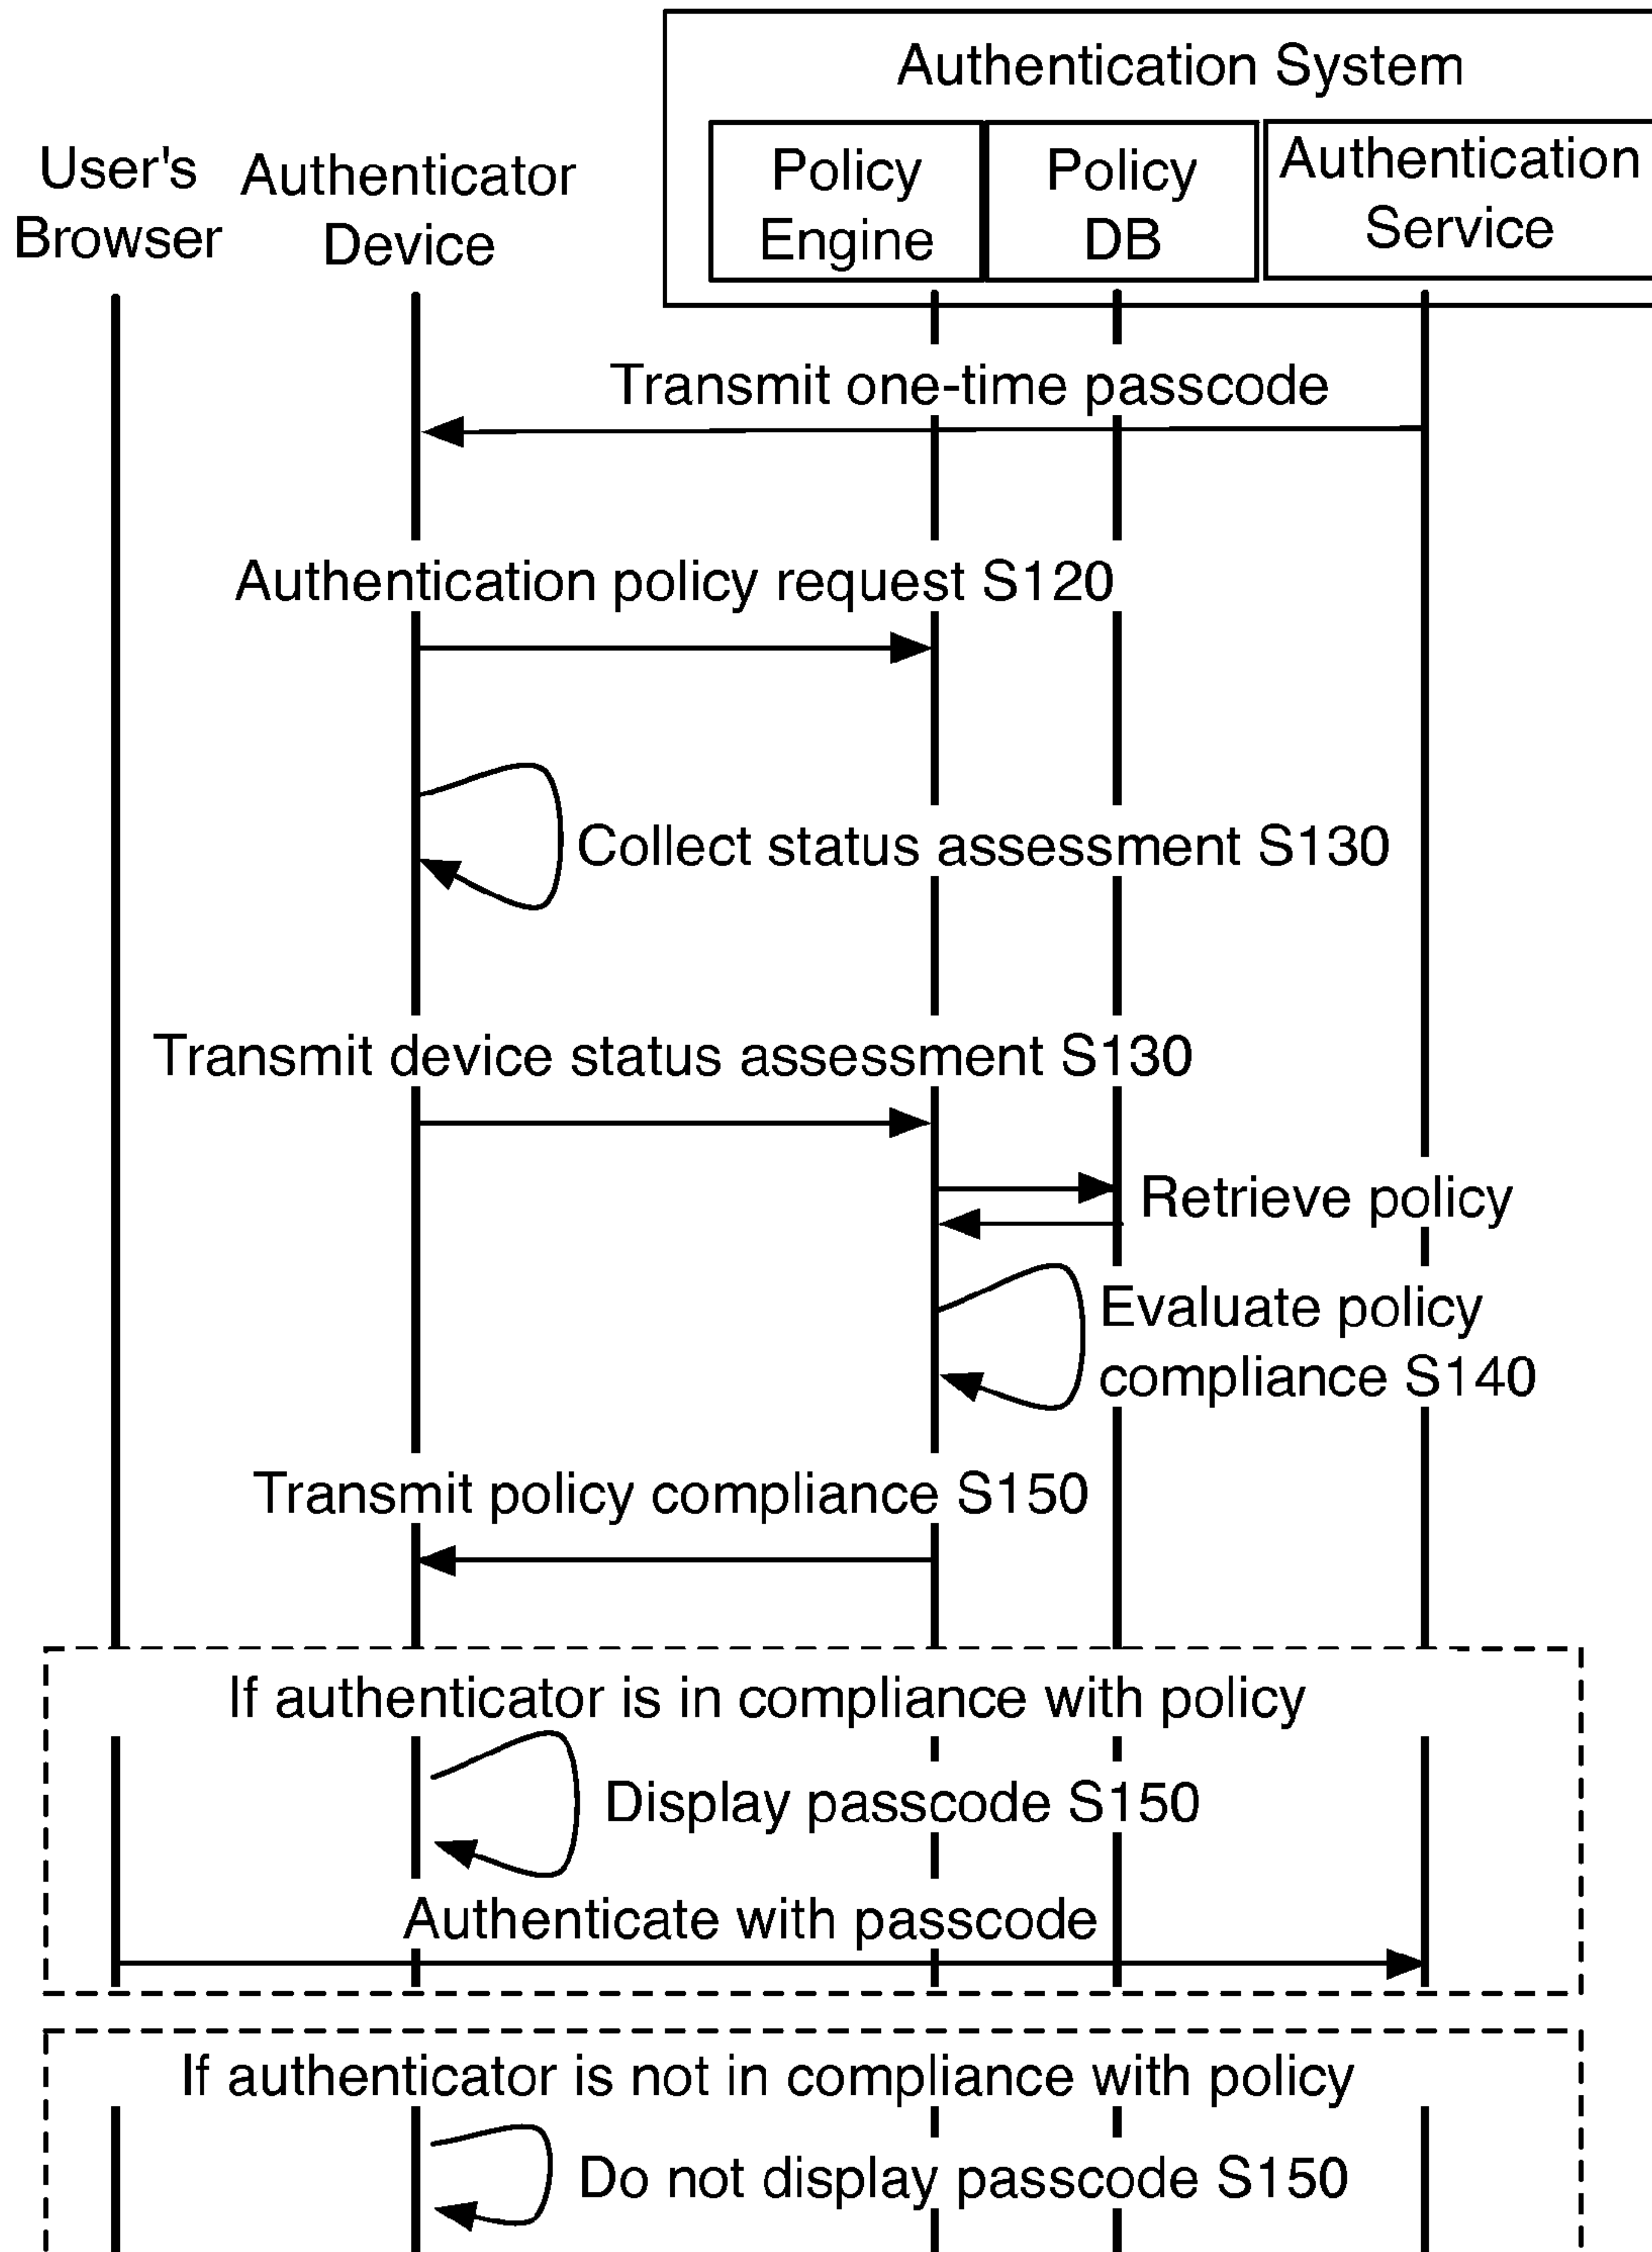 Authentication System
User's
Browser
Authenticator
Device
Policy
Engine
Policy
DB
Authentication
Service
Transmit one-time passcode
Authentication policy request S120
Collect status assessment S130
Transmit device status assessment S130
Retrieve policy
Evaluate policy
compliance S140
Transmit policy compliance S150
If authenticator is in compliance with policy
Display passcode S150
Authenticate with passcode
If authenticator is not in compliance with policy
Do not display passcode S150